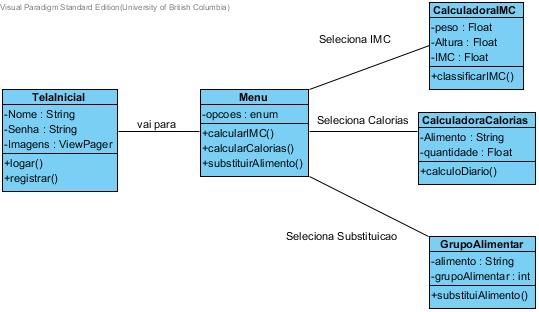 Visual Paradigm Standard Edition(University of British Columbia)
CalculadoraIMC
-peso : Float
-Altura : Float
-IMC : Float
+classificarIMC()
Seleciona IMC
TelaInicial
-Nome : String
-Senha : String
-Imagens : ViewPager
+logar()
+registrar()
vai para
Menu
-opcoes : enum
+calcularIMC()
+calcularCalorias()
+substituirAlimento()
Seleciona Calorias
CalculadoraCalorias
-Alimento : String
-quantidade : Float
+calculoDiario()
Seleciona Substituicao
GrupoAlimentar
-alimento : String
-grupoAlimentar : int
+substituiAlimento()